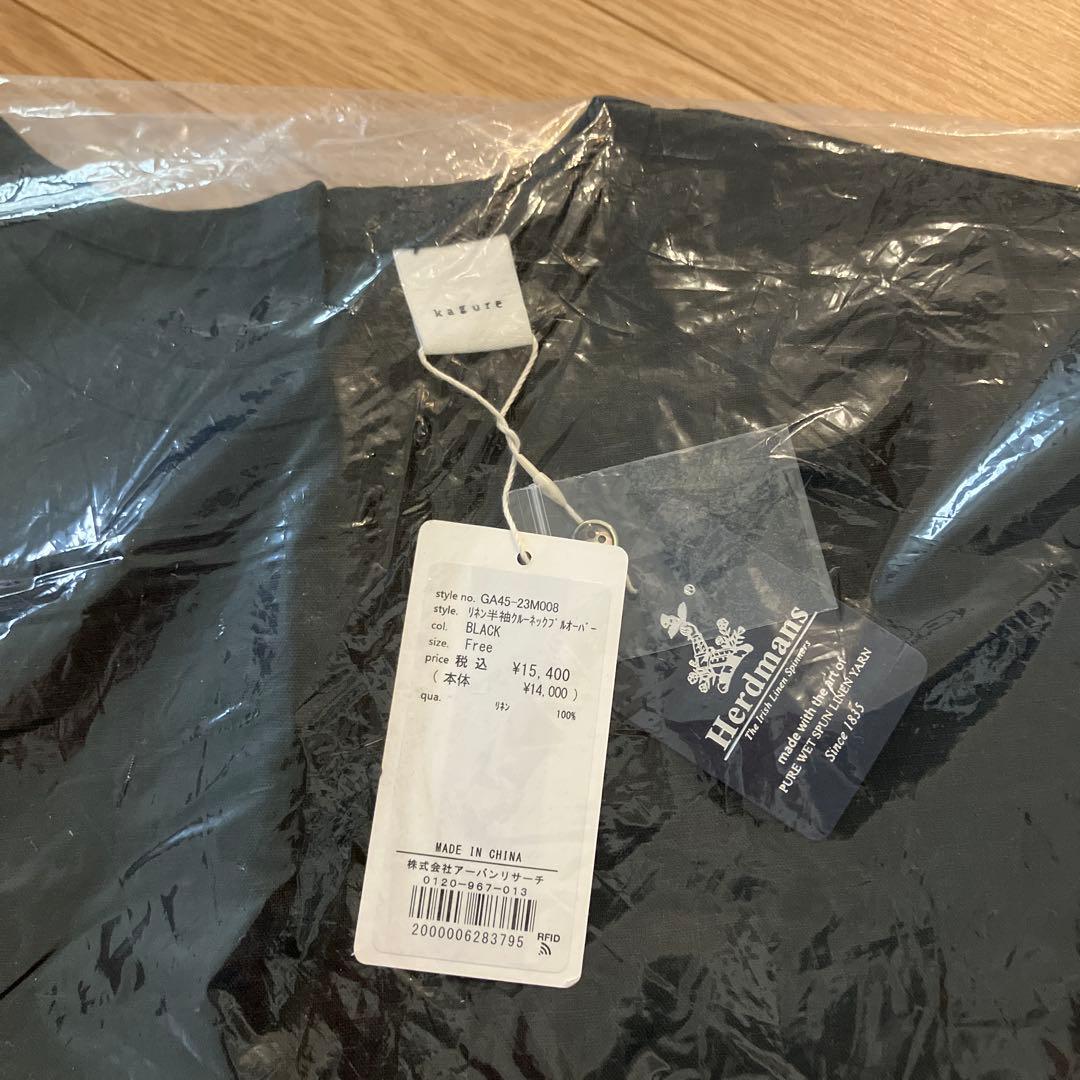 kagure
style no. GA45-23M008
style. ﾘﾈﾝ半袖ｸﾙｰﾈｯｸﾌﾟﾙｵｰﾊﾞｰ
col. BLACK
size. Free
price 税込 ¥15,400
( 本体 ¥14,000 )
qua. ﾘﾈﾝ 100%
MADE IN CHINA
株式会社アーバンリサーチ
0120-967-013
2000006283795
RFID
®
Herdmans
The Irish Linen Spinners
made with the art of
PURE WET SPUN LINEN YARN
Since 1835